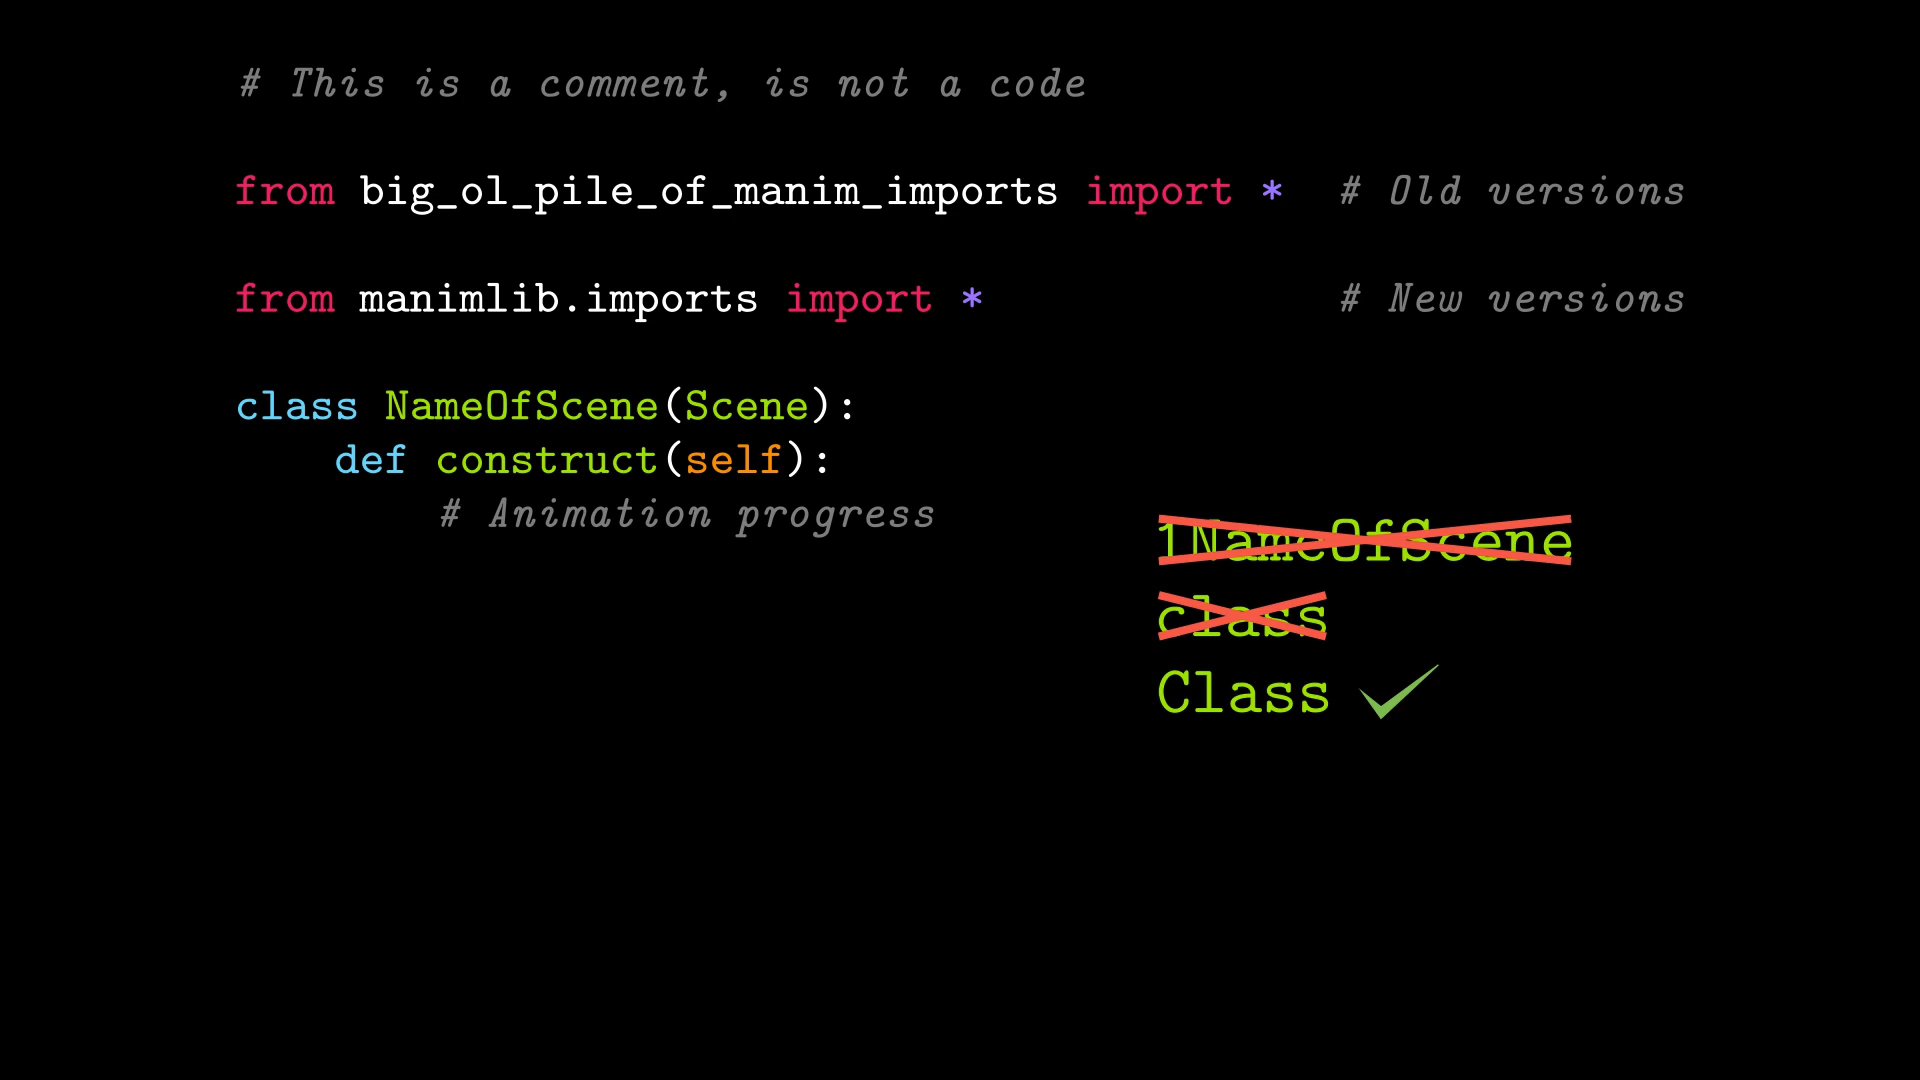 # This is a comment, is not a code
from big_ol_pile_of_manim_imports import * # Old versions
from manimlib.imports import * # New versions
class NameOfScene(Scene):
def construct(self):
# Animation progress
1NameOfScene
class
Class